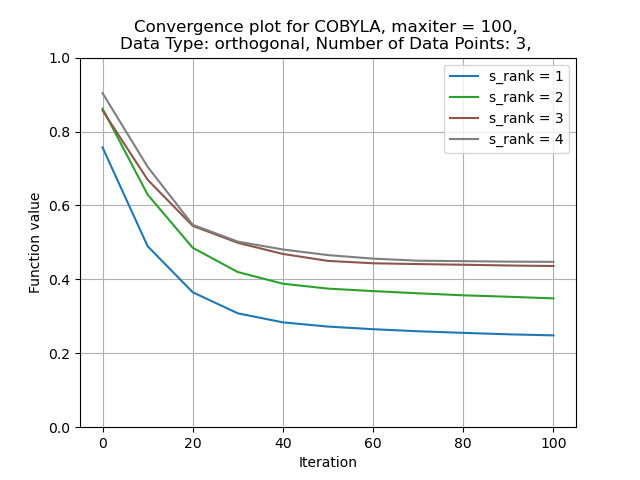 Convergence plot for COBYLA, maxiter = 100,
Data Type: orthogonal, Number of Data Points: 3,
s_rank = 1
s_rank = 2
s_rank = 3
s_rank = 4
Function value
1.0
0.8
0.6
0.4
0.2
0.0
0 20 40 60 80 100
Iteration